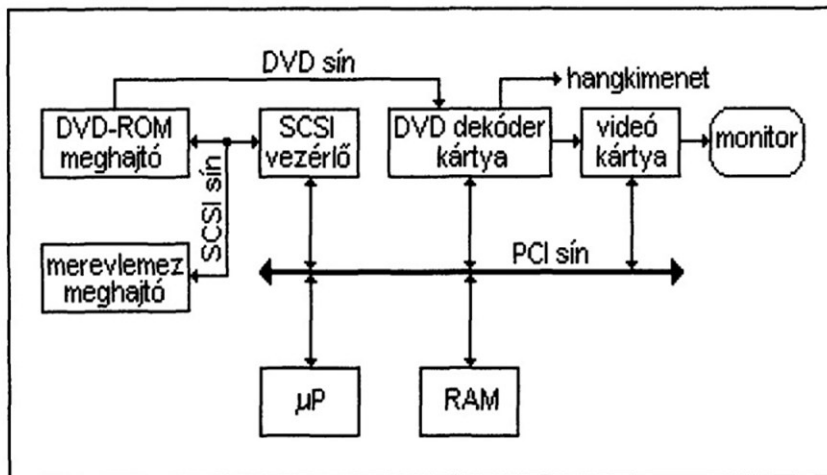 DVD sín
hangkimenet
DVD-ROM
meghajtó
SCSI
vezérlő
DVD dekóder
kártya
videó
kártya
monitor
SCSI sín
merevlemez
meghajtó
PCI sín
µP
RAM